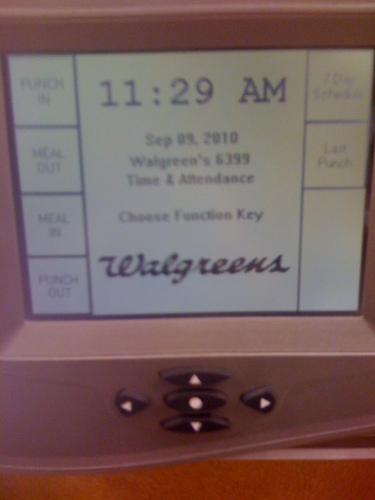 PUNCH
IN
MEAL
OUT
MEAL
IN
PUNCH
OUT
11:29 AM
Sep 09, 2010
Walgreen's 6399
Time & Attendance
Choose Function Key
Walgreens
7 Day
Schedule
Last
Punch